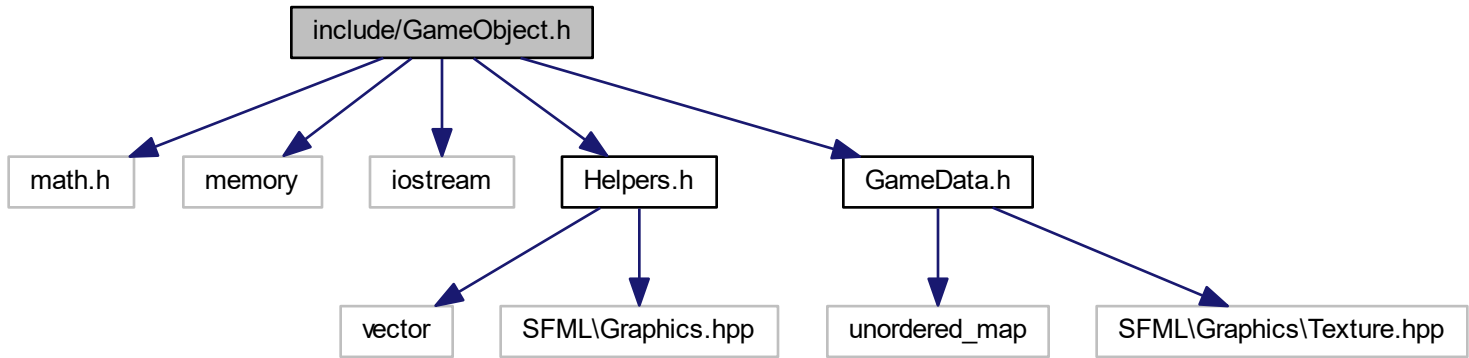 include/GameObject.h
math.h
memory
iostream
Helpers.h
GameData.h
vector
SFML\Graphics.hpp
unordered_map
SFML\Graphics\Texture.hpp